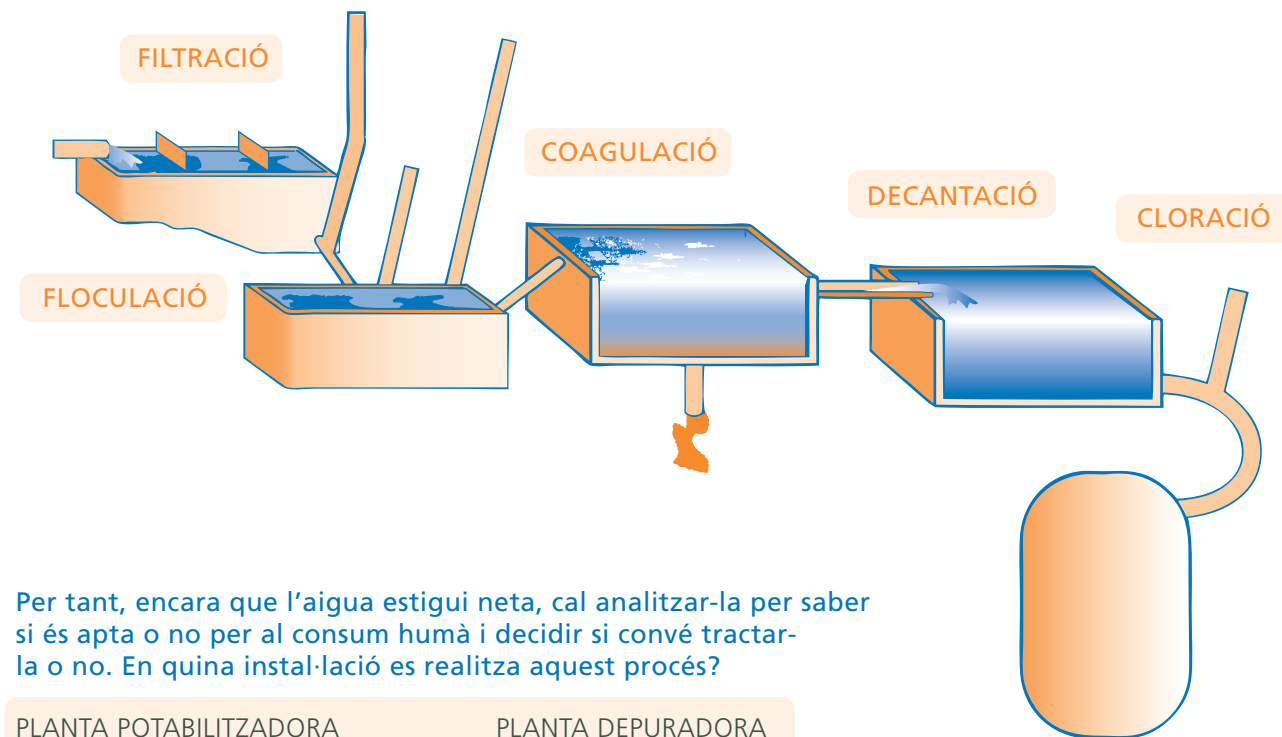 FILTRACIÓ
COAGULACIÓ
DECANTACIÓ
CLORACIÓ
FLOCULACIÓ
Per tant, encara que l'aigua estigui neta, cal analitzar-la per saber
si és apta o no per al consum humà i decidir si convé tractar-
la o no. En quina instal·lació es realitza aquest procés?
PLANTA POTABILITZADORA PLANTA DEPURADORA